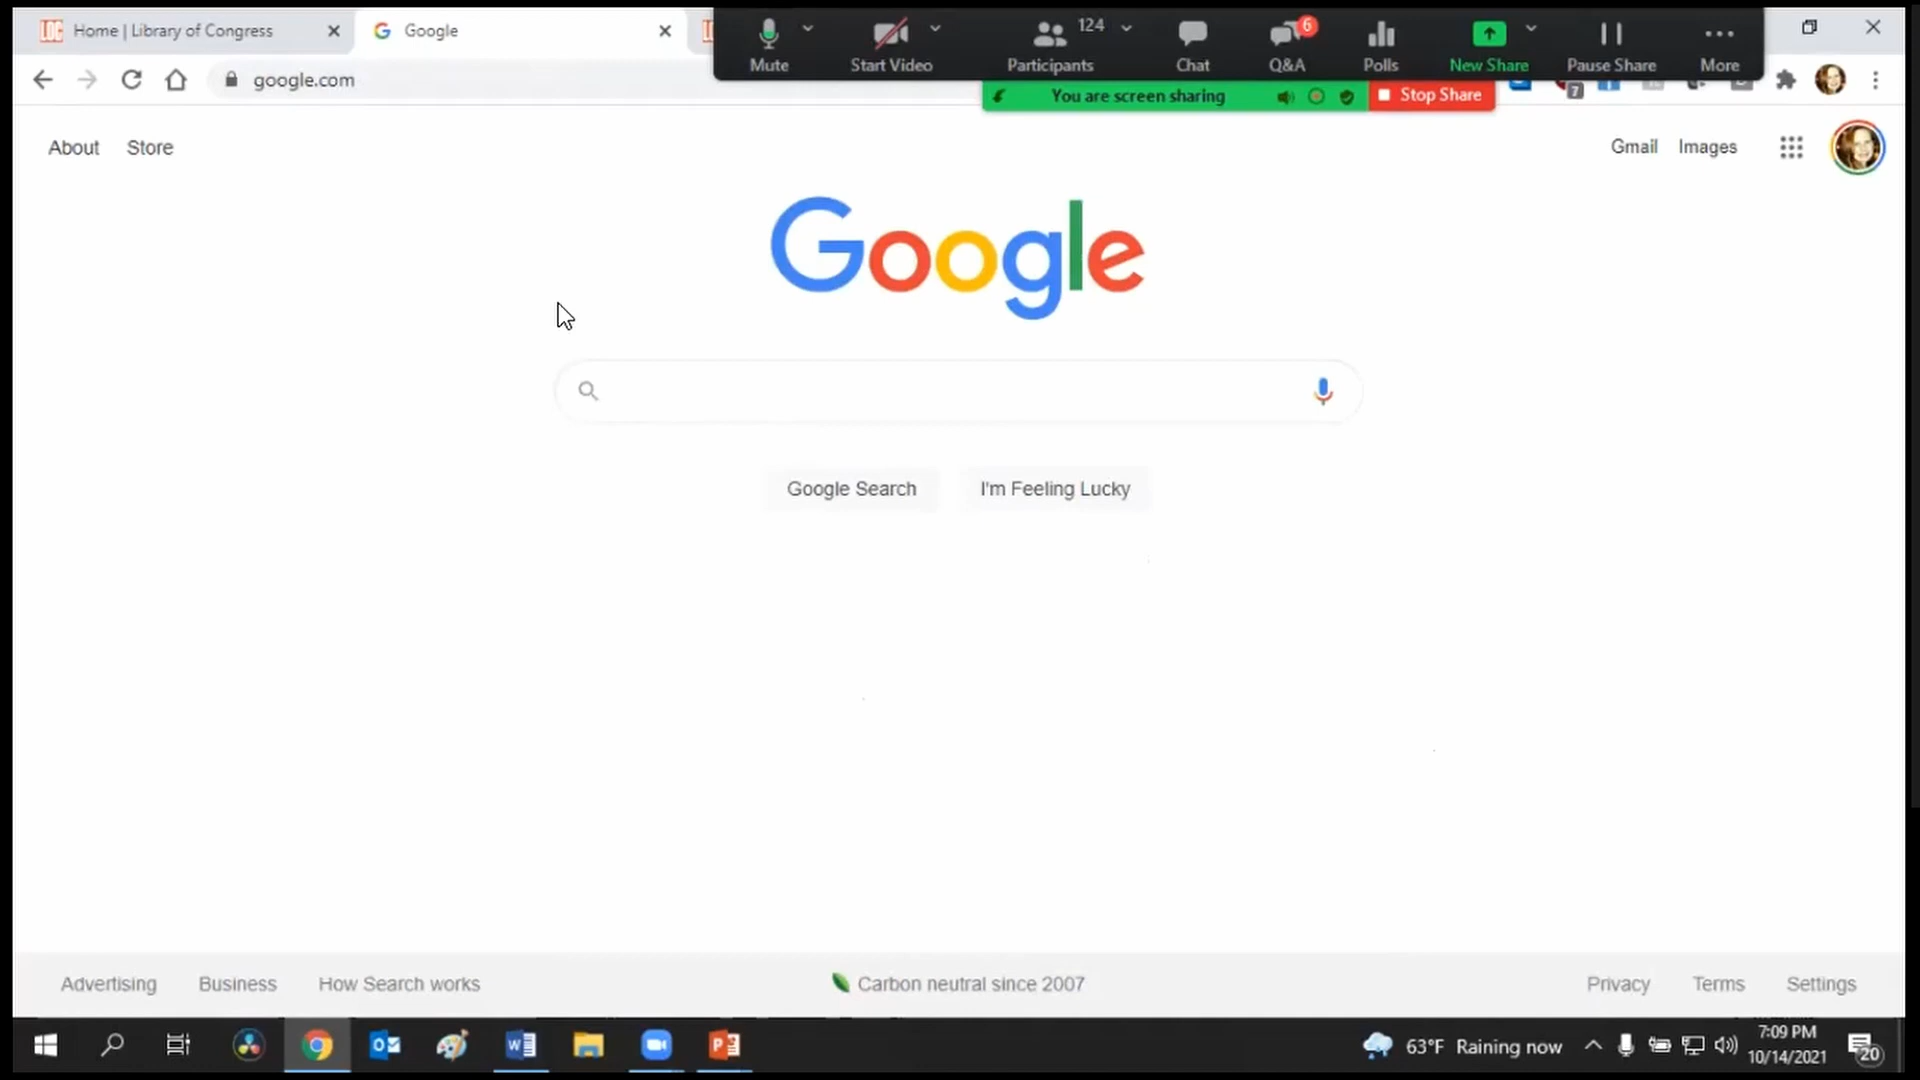 Home | Library of Congress
Google
124
6
Mute
Start Video
Participants
Chat
Q&A
Polls
New Share
Pause Share
More
google.com
You are screen sharing
Stop Share
7
About
Store
Gmail
Images
Google
Google Search
I'm Feeling Lucky
Advertising
Business
How Search works
Carbon neutral since 2007
Privacy
Terms
Settings
63°F Raining now
7:09 PM
10/14/2021
20